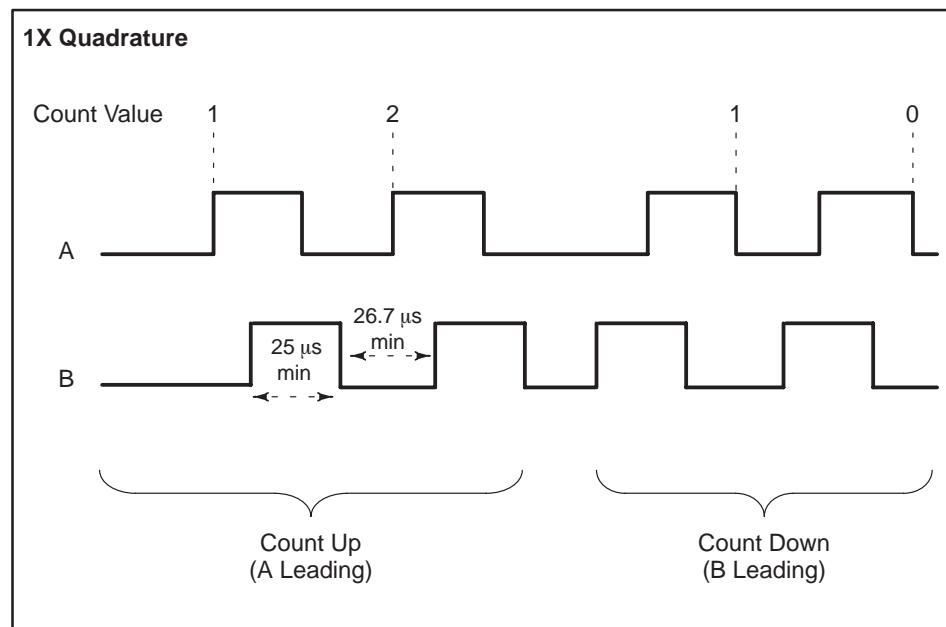 1X Quadrature
Count Value 1 2 1 0
A
26.7 μs
min
25 μs
min
B
Count Up
(A Leading)
Count Down
(B Leading)